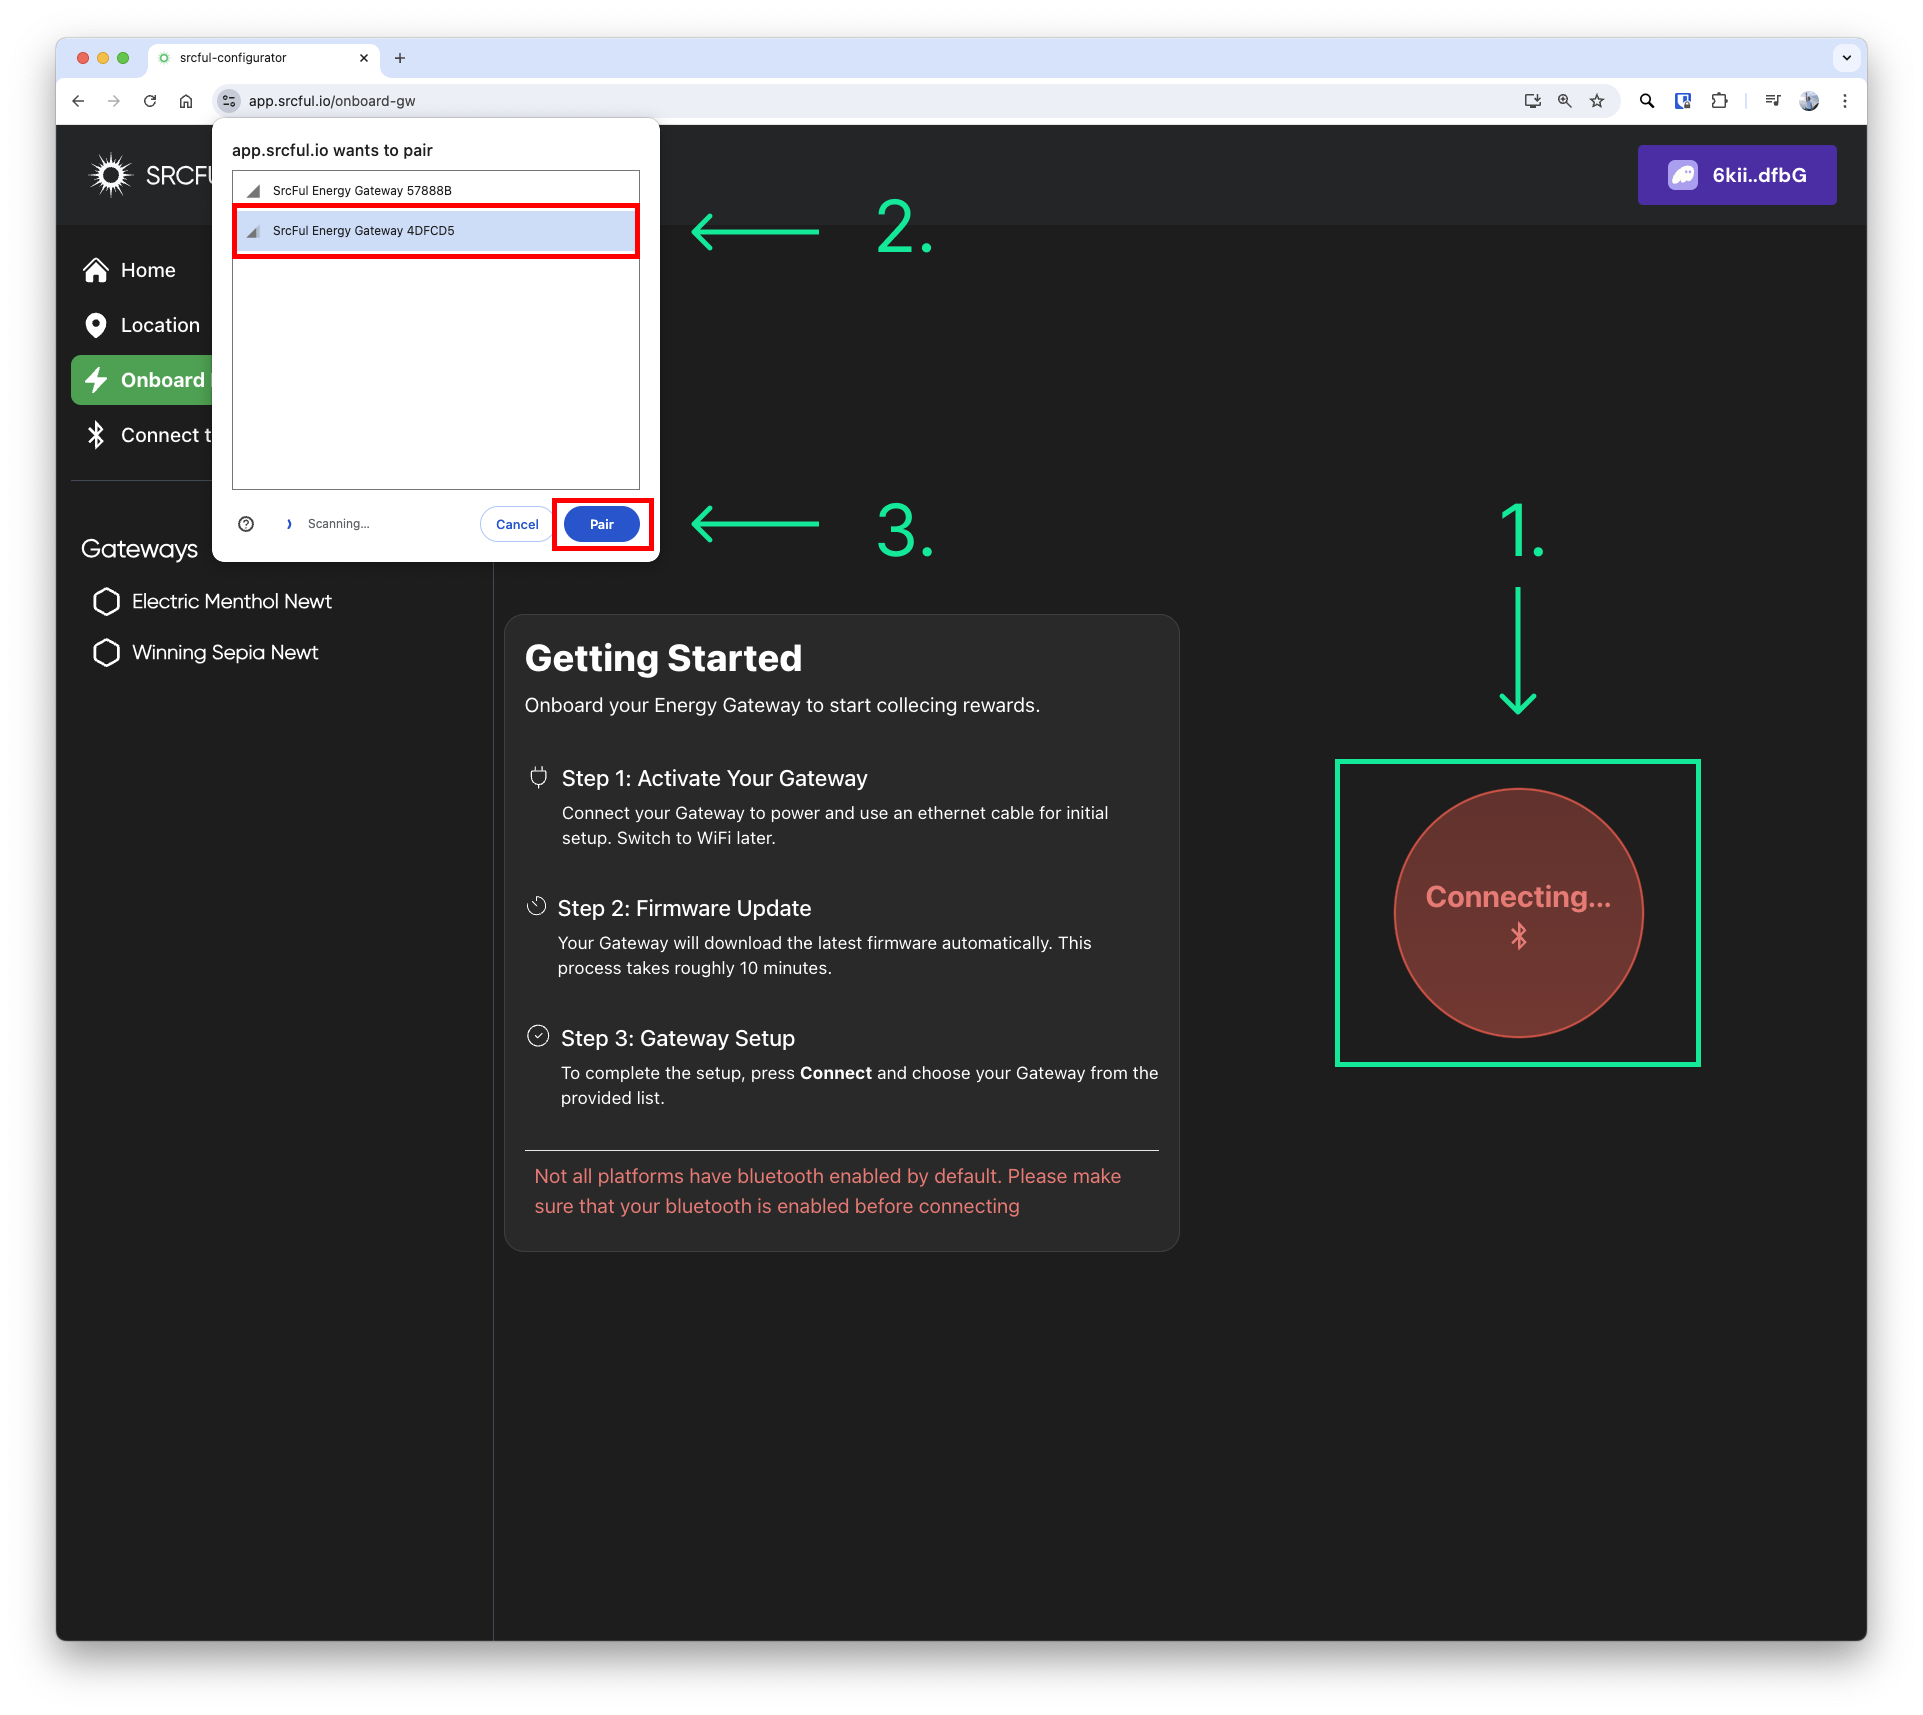 srcful-configurator
app.srcful.io/onboard-gw
app.srcful.io wants to pair
SrcFul Energy Gateway 57888B
SrcFul Energy Gateway 4DFCD5
Scanning...
Cancel
Pair
SRCFU
6kii..dfbG
2.
3.
1.
Home
Location
Onboard
Connect t
Gateways
Electric Menthol Newt
Winning Sepia Newt
Getting Started
Onboard your Energy Gateway to start collecing rewards.
Step 1: Activate Your Gateway
Connect your Gateway to power and use an ethernet cable for initial
setup. Switch to WiFi later.
Step 2: Firmware Update
Your Gateway will download the latest firmware automatically. This
process takes roughly 10 minutes.
Step 3: Gateway Setup
To complete the setup, press Connect and choose your Gateway from the
provided list.
Not all platforms have bluetooth enabled by default. Please make
sure that your bluetooth is enabled before connecting
Connecting...